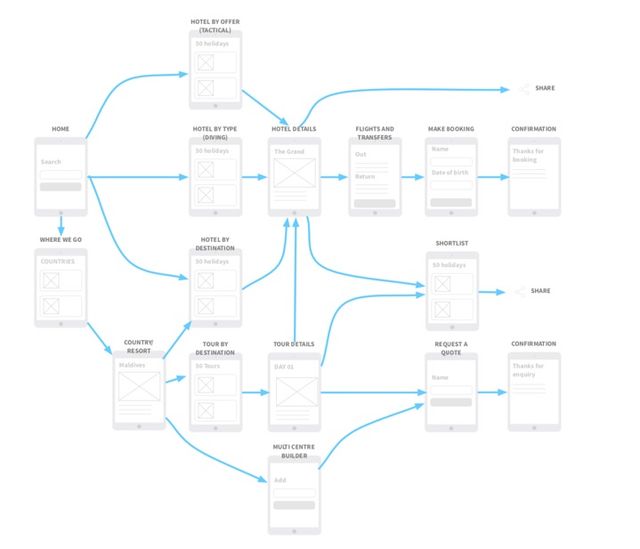 HOTEL BY OFFER
(TACTICAL)
50 holidays
SHARE
HOME
Search
HOTEL BY TYPE
(DIVING)
50 holidays
HOTEL DETAILS
The Grand
FLIGHTS AND
TRANSFERS
Out
Return
MAKE BOOKING
Name
Date of birth
CONFIRMATION
Thanks for
booking
WHERE WE GO
COUNTRIES
HOTEL BY
DESTINATION
50 holidays
SHORTLIST
50 holidays
SHARE
COUNTRY/
RESORT
Maldives
TOUR BY
DESTINATION
50 Tours
TOUR DETAILS
DAY 01
REQUEST A
QUOTE
Name
CONFIRMATION
Thanks for
enquiry
MULTI CENTRE
BUILDER
Add